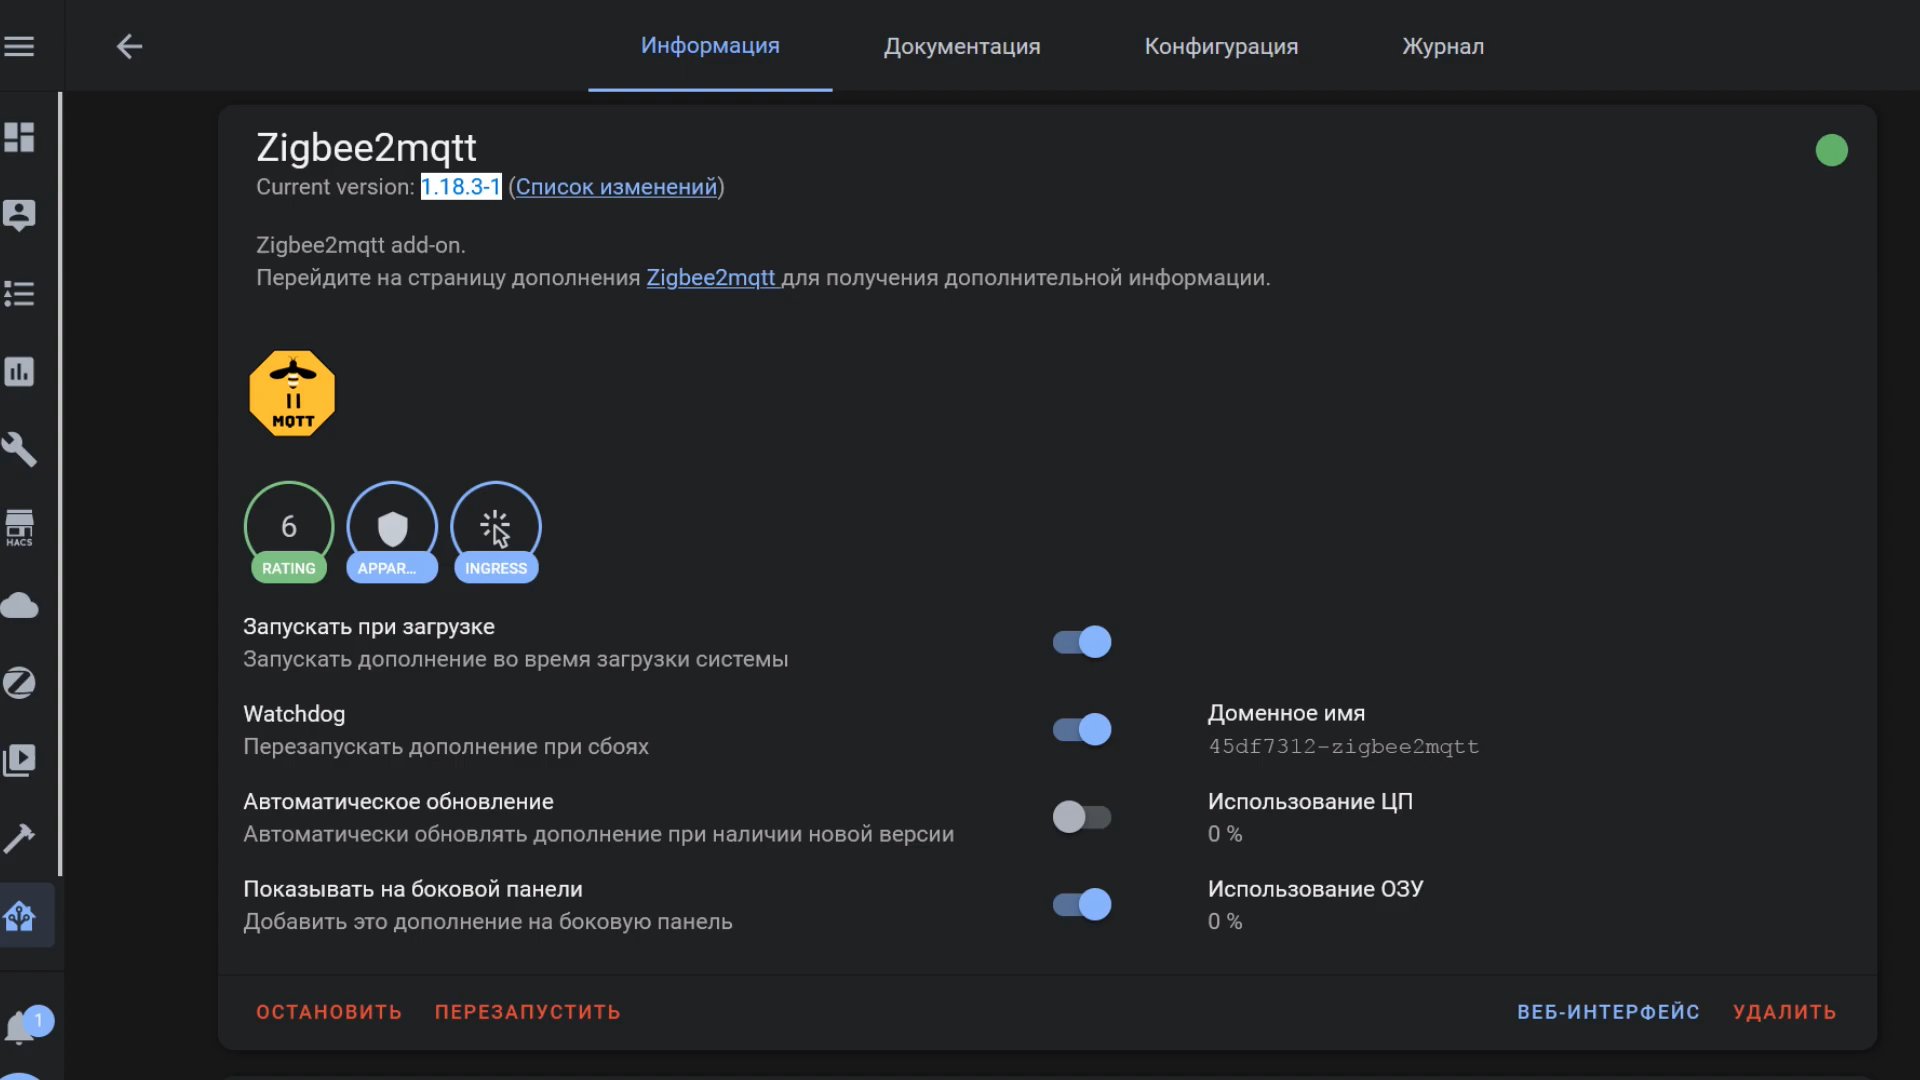 Информация
Документация
Конфигурация
Журнал
Zigbee2mqtt
Current version: 1.18.3-1 (Список изменений)
Zigbee2mqtt add-on.
Перейдите на страницу дополнения Zigbee2mqtt для получения дополнительной информации.
MQTT
6
RATING
APPAR...
INGRESS
HACS
Запускать при загрузке
Запускать дополнение во время загрузки системы
Watchdog
Перезапускать дополнение при сбоях
Доменное имя
45df7312-zigbee2mqtt
Автоматическое обновление
Автоматически обновлять дополнение при наличии новой версии
Использование ЦП
0 %
Показывать на боковой панели
Добавить это дополнение на боковую панель
Использование ОЗУ
0 %
ОСТАНОВИТЬ
ПЕРЕЗАПУСТИТЬ
ВЕБ-ИНТЕРФЕЙС
УДАЛИТЬ
1